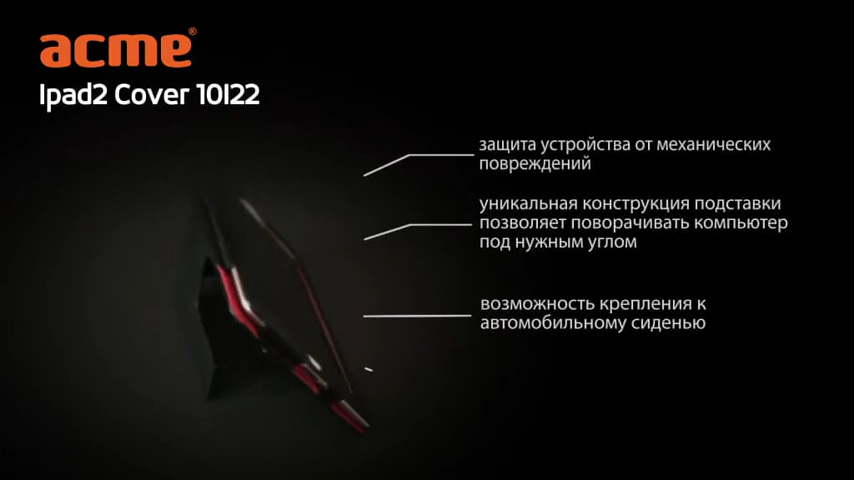 acme®
Ipad2 Cover 10I22
защита устройства от механических
повреждений
уникальная конструкция подставки
позволяет поворачивать компьютер
под нужным углом
возможность крепления к
автомобильному сиденью